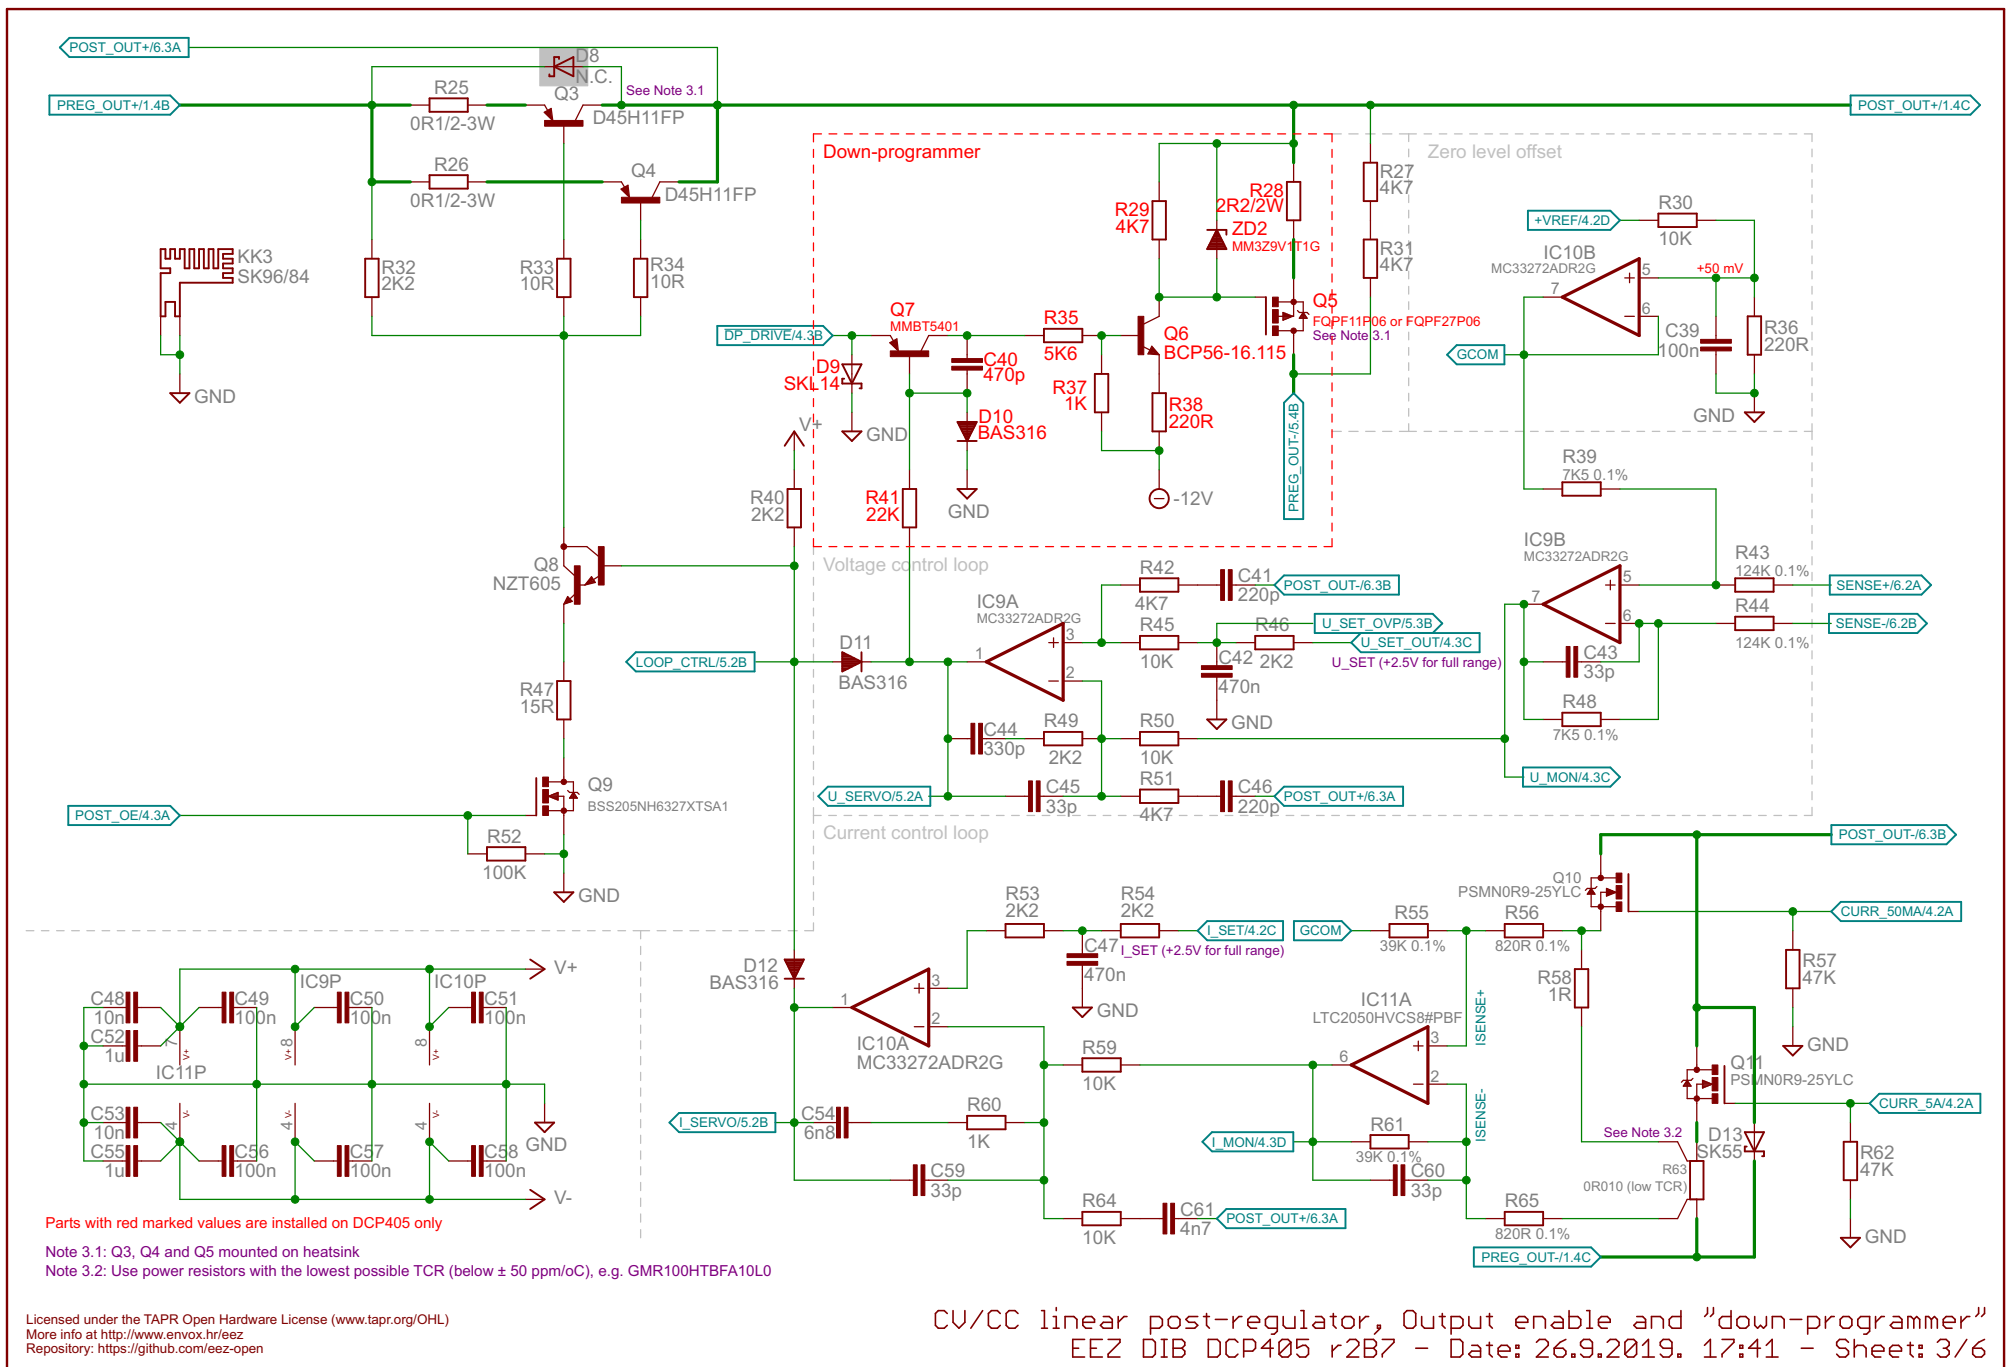 POST_OUT+/6.3A
D8
N.C.
PREG_OUT+/1.4B
R25
0R1/2-3W
Q3
See Note 3.1
D45H11FP
POST_OUT+/1.4C
R26
0R1/2-3W
Q4
D45H11FP
KK3
SK96/84
GND
R32
2K2
R33
10R
R34
10R
Down-programmer
R29
4K7
R28
2R2/2W
ZD2
MM3Z9V1T1G
R27
4K7
R31
4K7
Q7
MMBT5401
DP_DRIVE/4.3B
D9
SKL14
GND
C40
470p
D10
BAS316
GND
R35
5K6
R37
1K
Q6
BCP56-16.115
R38
220R
-12V
Q5
FQPF11P06 or FQPF27P06
See Note 3.1
PREG_OUT-/5.4B
R41
22K
V+
R40
2K2
Zero level offset
+VREF/4.2D
R30
10K
IC10B
MC33272ADR2G
+50 mV
5
6
7
GCOM
C39
100n
R36
220R
GND
R39
7K5 0.1%
IC9B
MC33272ADR2G
5
6
7
R43
124K 0.1%
SENSE+/6.2A
R44
124K 0.1%
SENSE-/6.2B
C43
33p
R48
7K5 0.1%
U_MON/4.3C
Q8
NZT605
R47
15R
Q9
BSS205NH6327XTSA1
POST_OE/4.3A
R52
100K
GND
Voltage control loop
R42
4K7
C41
220p
POST_OUT-/6.3B
IC9A
MC33272ADR2G
1
3
2
R45
10K
U_SET_OVP/5.3B
R46
2K2
U_SET_OUT/4.3C
U_SET (+2.5V for full range)
C42
470n
GND
D11
BAS316
LOOP_CTRL/5.2B
C44
330p
R49
2K2
R50
10K
U_SERVO/5.2A
C45
33p
R51
4K7
C46
220p
POST_OUT+/6.3A
Current control loop
POST_OUT-/6.3B
Q10
PSMN0R9-25YLC
CURR_50MA/4.2A
R57
47K
GND
R53
2K2
R54
2K2
I_SET/4.2C
I_SET (+2.5V for full range)
C47
470n
GND
GCOM
R55
39K 0.1%
R56
820R 0.1%
R58
1R
D12
BAS316
IC10A
MC33272ADR2G
1
3
2
R59
10K
IC11A
LTC2050HVCS8#PBF
6
3
2
ISENSE+
ISENSE-
Q11
PSMN0R9-25YLC
CURR_5A/4.2A
R62
47K
GND
See Note 3.2
D13
SK55
R63
0R010 (low TCR)
I_SERVO/5.2B
C54
6n8
R60
1K
C59
33p
I_MON/4.3D
R61
39K 0.1%
C60
33p
R64
10K
C61
4n7
POST_OUT+/6.3A
R65
820R 0.1%
PREG_OUT-/1.4C
IC9P
IC10P
V+
C48
10n
C49
100n
C50
100n
C51
100n
C52
1u
7
V+
8
V+
8
V+
IC11P
C53
10n
C55
1u
4
V-
4
V-
4
V-
C56
100n
C57
100n
C58
100n
GND
V-
Parts with red marked values are installed on DCP405 only
Note 3.1: Q3, Q4 and Q5 mounted on heatsink
Note 3.2: Use power resistors with the lowest possible TCR (below ± 50 ppm/oC), e.g. GMR100HTBFA10L0
Licensed under the TAPR Open Hardware License (www.tapr.org/OHL)
More info at http://www.envox.hr/eez
Repository: https://github.com/eez-open
CV/CC linear post-regulator, Output enable and "down-programmer"
EEZ DIB DCP405 r2B7 - Date: 26.9.2019. 17:41 - Sheet: 3/6